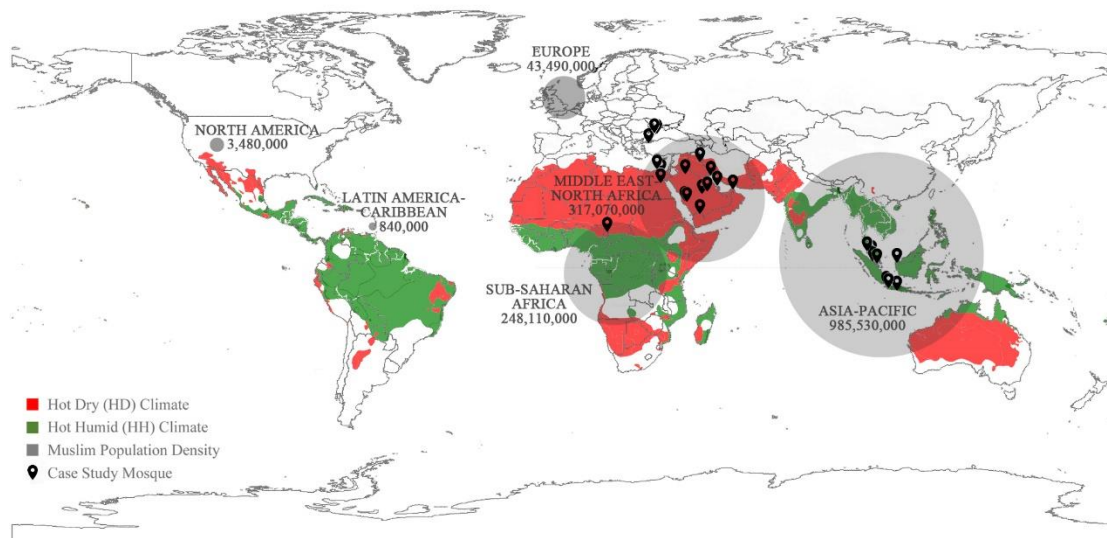 EUROPE
43,490,000
NORTH AMERICA
3,480,000
MIDDLE EAST-
NORTH AFRICA
317,070,000
LATIN AMERICA-
CARIBBEAN
840,000
SUB-SAHARAN
AFRICA
248,110,000
ASIA-PACIFIC
985,530,000
Hot Dry (HD) Climate
Hot Humid (HH) Climate
Muslim Population Density
Case Study Mosque